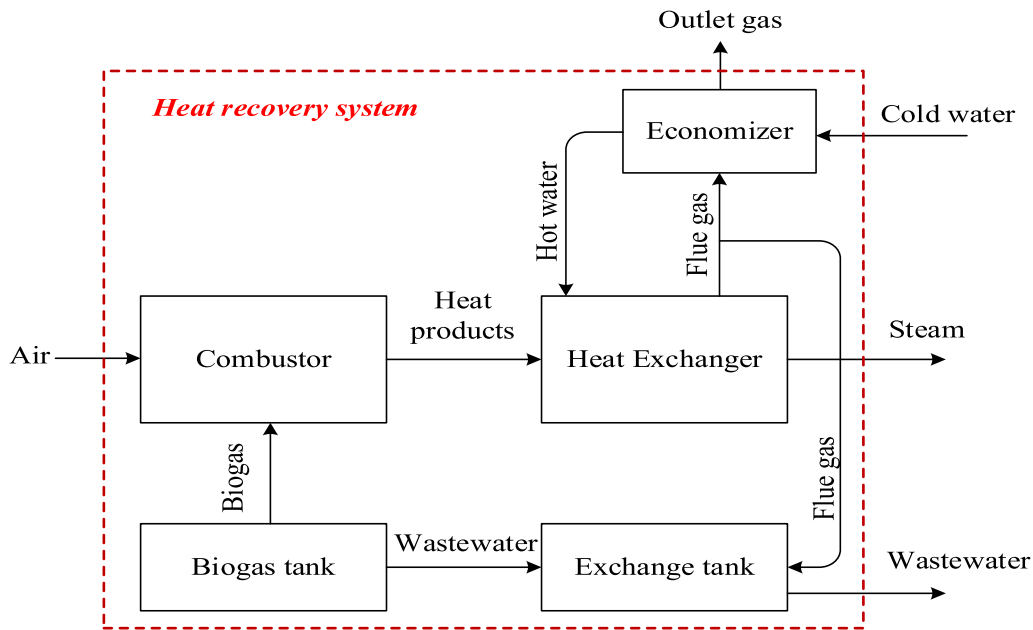 Outlet gas
Heat recovery system
Economizer
Cold water
Hot water
Flue gas
Heat
products
Steam
Air
Combustor
Heat Exchanger
Biogas
Flue gas
Wastewater
Biogas tank
Exchange tank
Wastewater